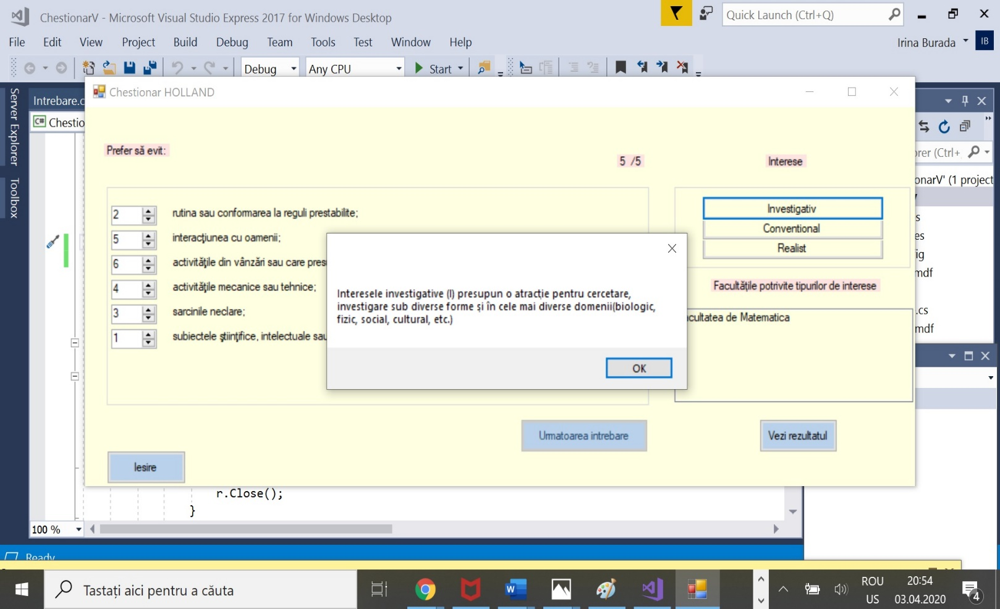 ChestionarV - Microsoft Visual Studio Express 2017 for Windows Desktop
Quick Launch (Ctrl+Q)
File Edit View Project Build Debug Team Tools Test Window Help
Irina Burada IB
Debug Any CPU Start
Server Explorer
Toolbox
Intrebare.c
C# Chestio
Chestionar HOLLAND
Prefer să evit:
5 /5
Interese
2 rutina sau conformarea la reguli prestabilite;
5 interacţiunea cu oamenii;
6 activităţile din vânzări sau care pres
4 activităţile mecanice sau tehnice;
3 sarcinile neclare;
1 subiectele ştiinţifice, intelectuale sau
Investigativ
Conventional
Realist
Facultăţile potrivite tipurilor de interese
cultatea de Matematica
Interesele investigative (I) presupun o atracție pentru cercetare,
investigare sub diverse forme și în cele mai diverse domenii(biologic,
fizic, social, cultural, etc.)
OK
Urmatoarea intrebare
Vezi rezultatul
Iesire
rer (Ctrl+
onarV' (1 project
s
es
ig
mdf
.cs
mdf
r.Close();
}
100 %
Ready
Tastați aici pentru a căuta
ROU
US
20:54
03.04.2020
4